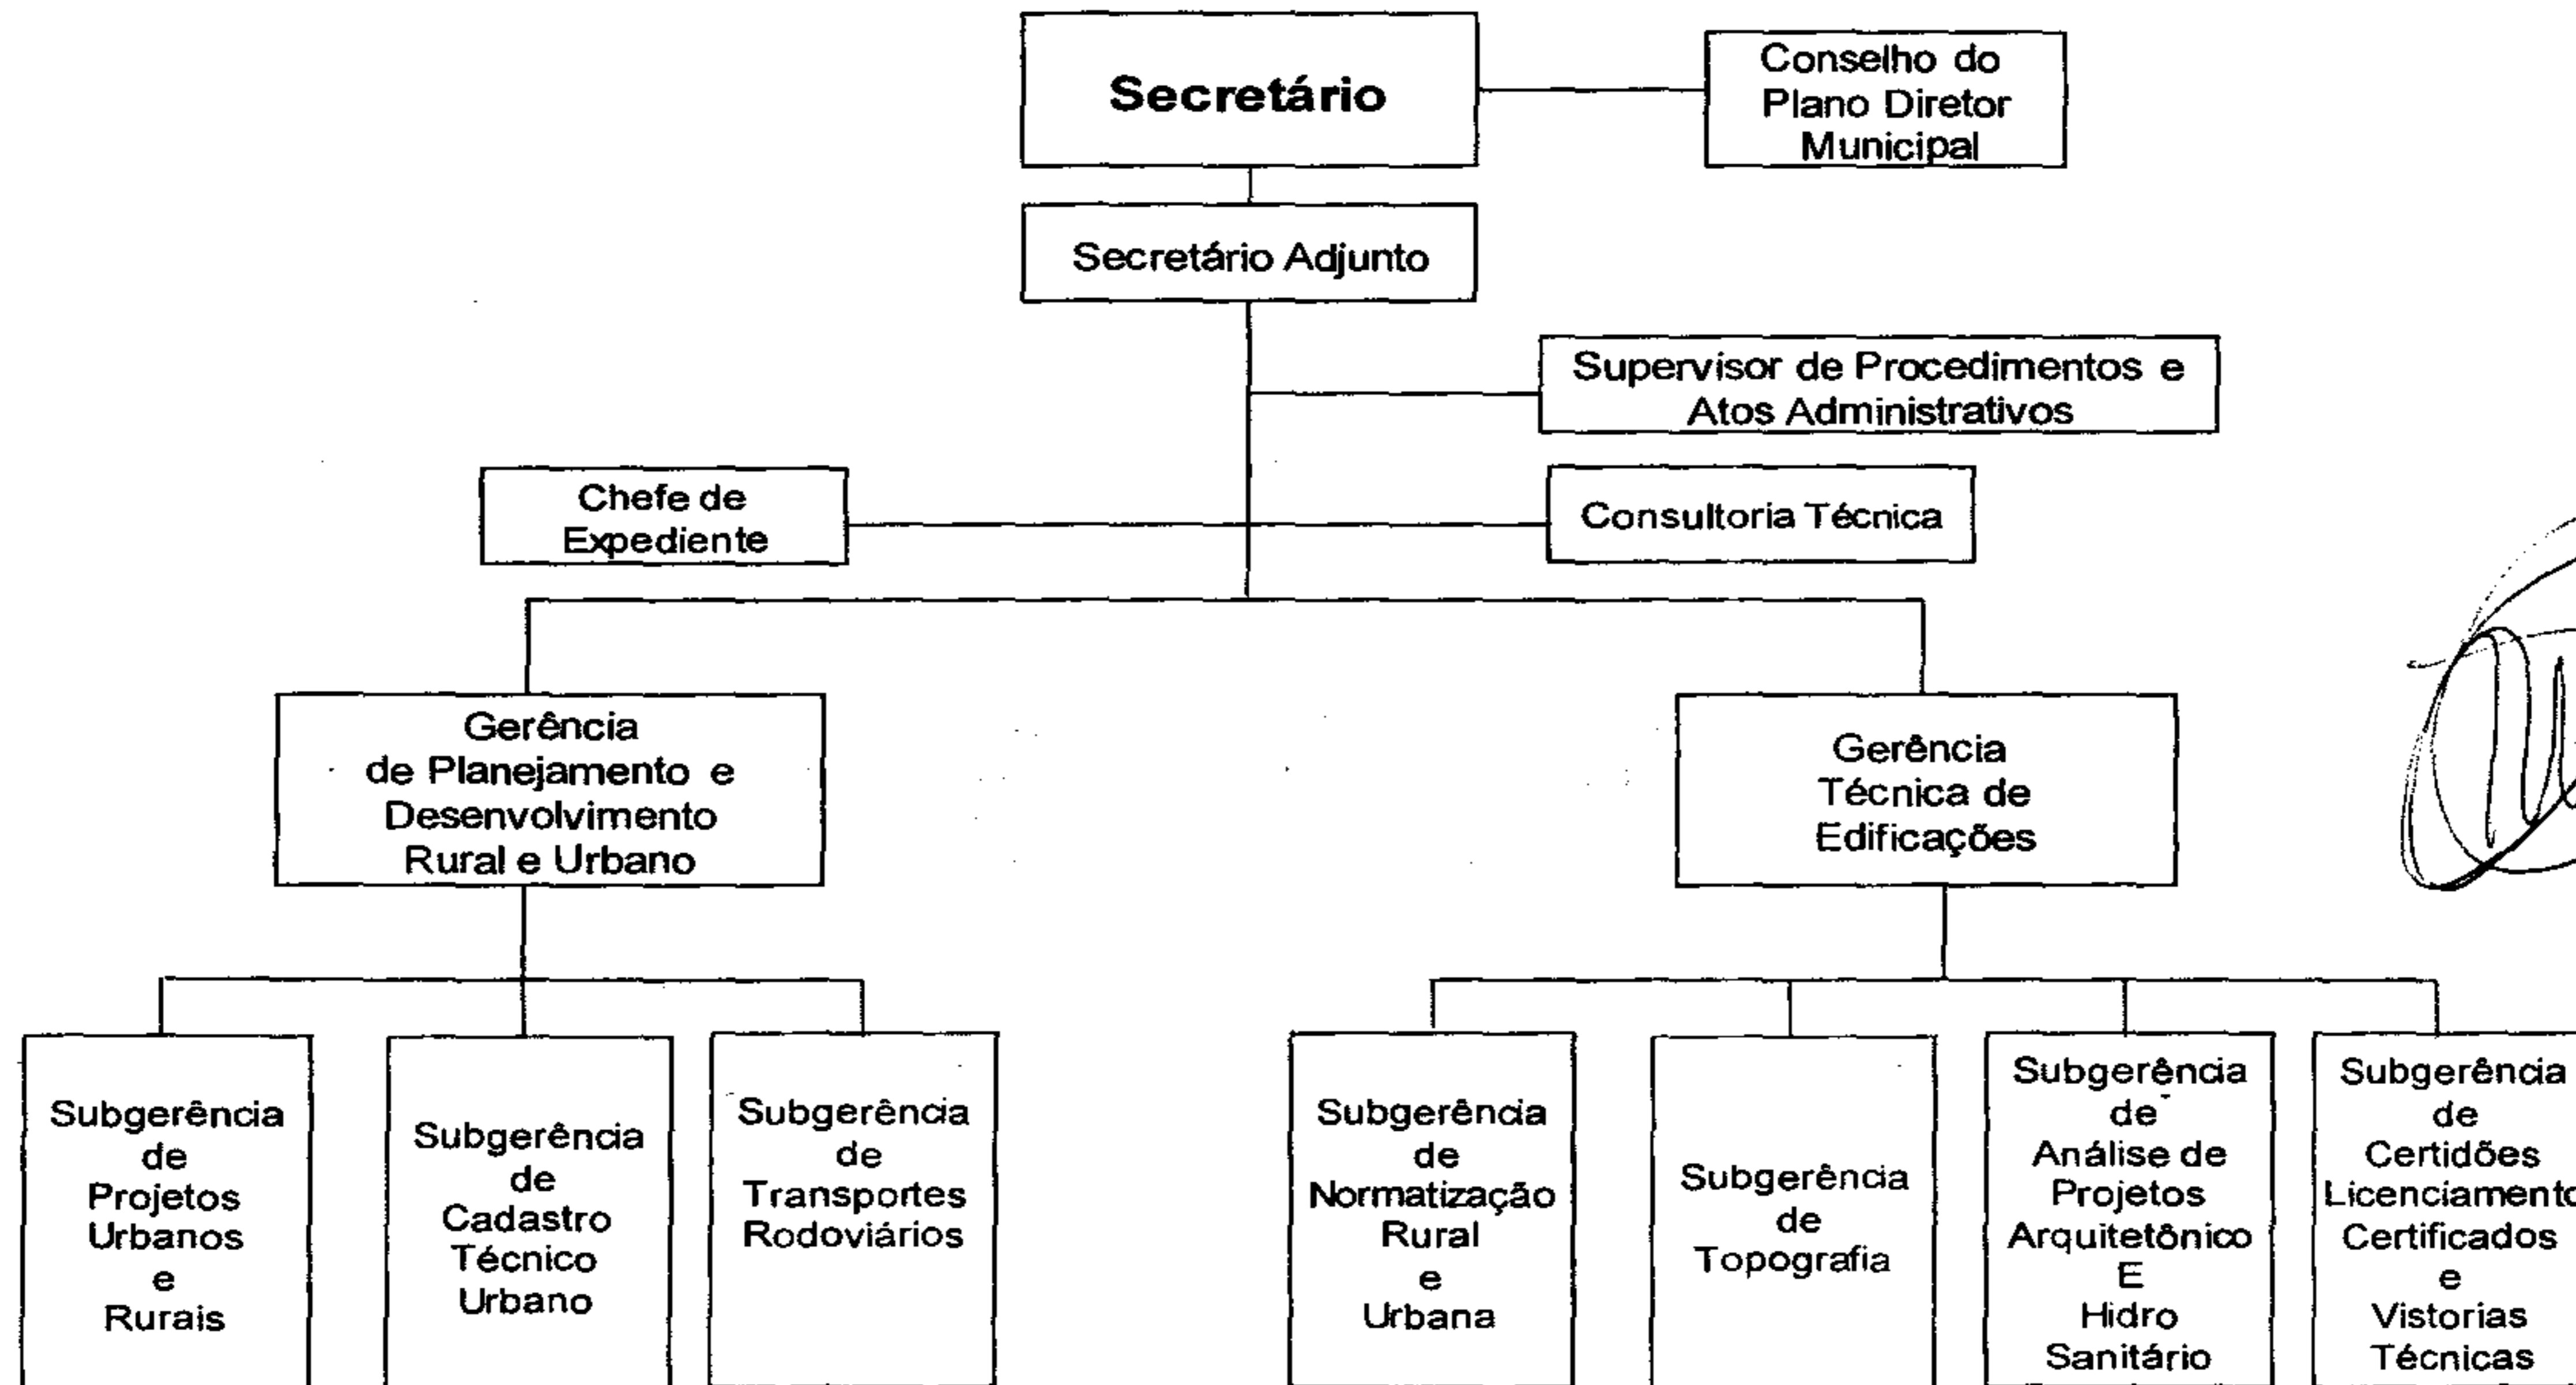 Secretário
Conselho do
Plano Diretor
Municipal
Secretário Adjunto
Supervisor de Procedimentos e
Atos Administrativos
Chefe de
Expediente
Consultoria Técnica
Gerência
de Planejamento e
Desenvolvimento
Rural e Urbano
Gerência
Técnica de
Edificações
Subgerência
de
Projetos
Urbanos
e
Rurais
Subgerência
de
Cadastro
Técnico
Urbano
Subgerência
de
Transportes
Rodoviários
Subgerência
de
Normatização
Rural
e
Urbana
Subgerência
de
Topografia
Subgerência
de
Análise de
Projetos
Arquitetônico
E
Hidro
Sanitário
Subgerência
de
Certidões
Licenciamento
Certificados
e
Vistorias
Técnicas